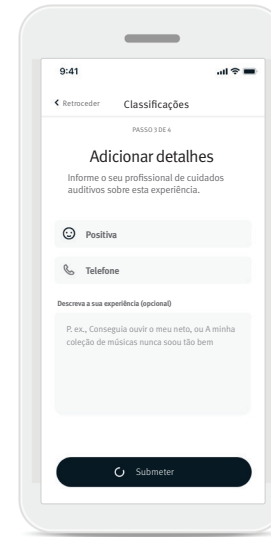 9:41
Retroceder Classificações
PASSO 3 DE 4
Adicionar detalhes
Informe o seu profissional de cuidados
auditivos sobre esta experiência.
Positiva
Telefone
Descreva a sua experiência (opcional)
P. ex., Conseguia ouvir o meu neto, ou A minha
coleção de músicas nunca soou tão bem
Submeter